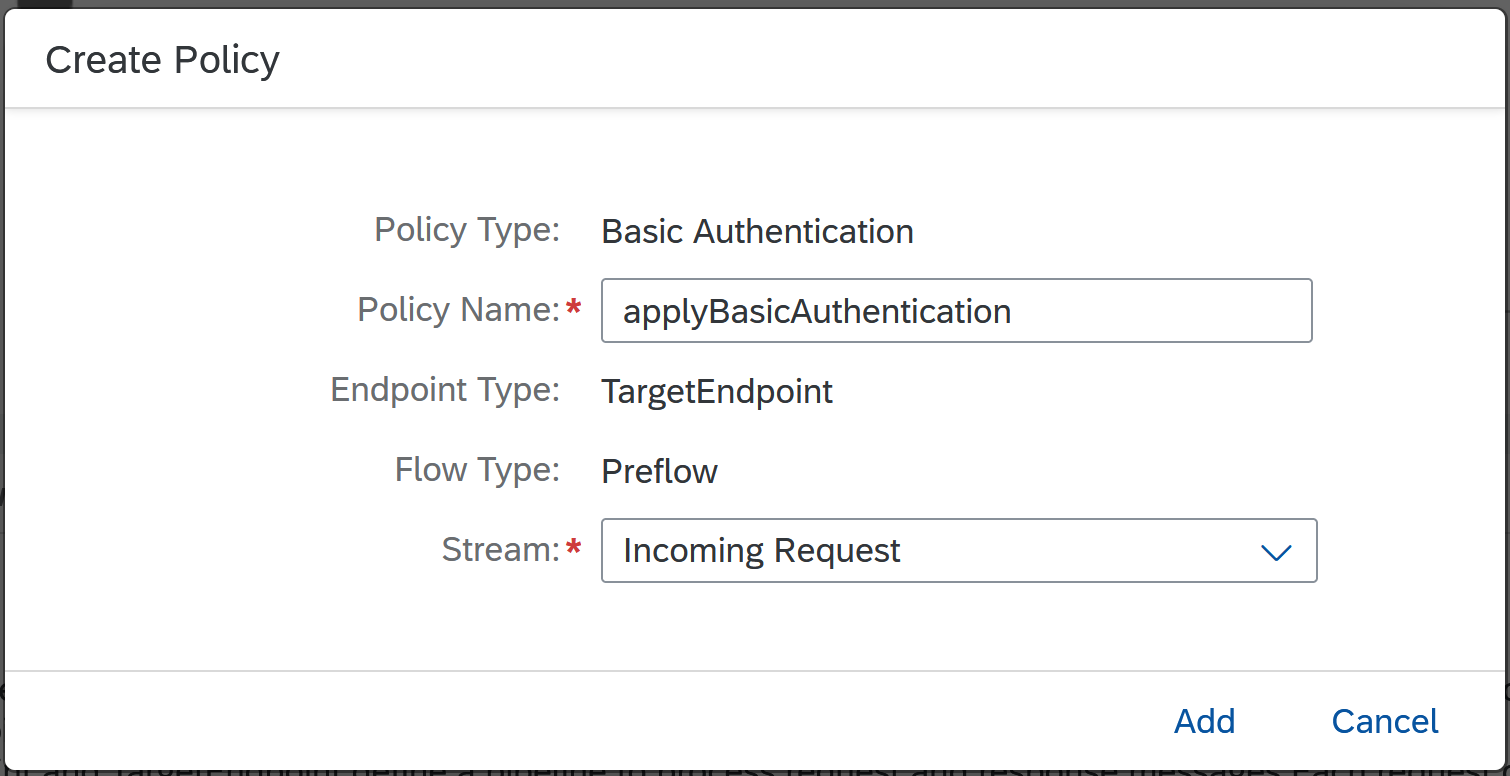 Create Policy
Policy Type: Basic Authentication
Policy Name:* applyBasicAuthentication
Endpoint Type: TargetEndpoint
Flow Type: Preflow
Stream:* Incoming Request
Add Cancel